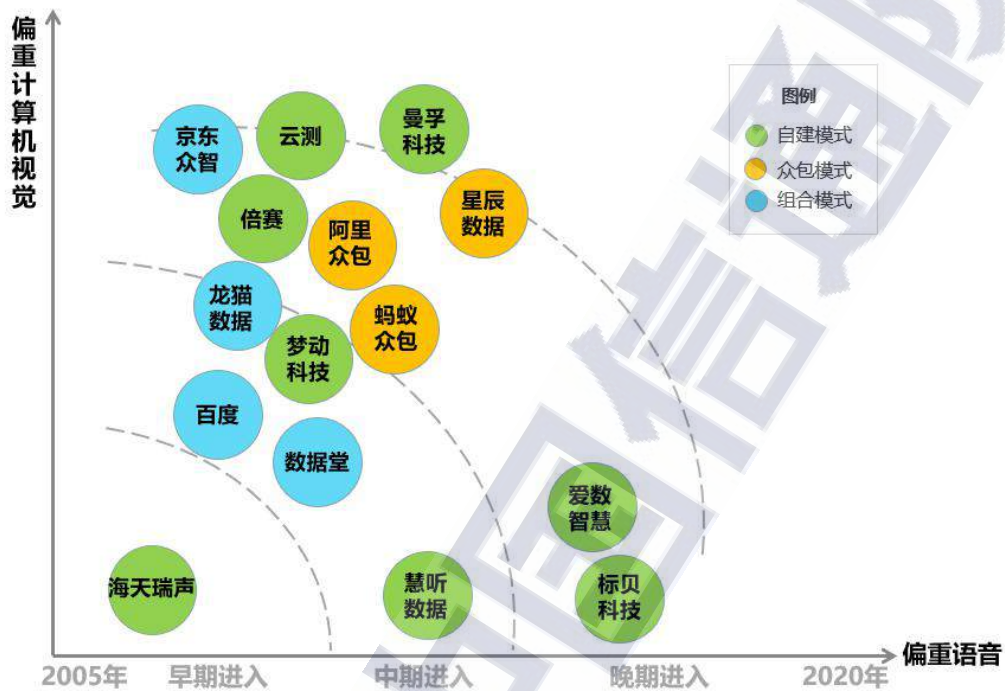 偏重计算机视觉
图例
自建模式
众包模式
组合模式
京东
众智
云测
曼孚
科技
倍赛
阿里
众包
星辰
数据
龙猫
数据
梦动
科技
蚂蚁
众包
百度
数据堂
爱数
智慧
海天瑞声
慧听
数据
标贝
科技
偏重语音
2005年
早期进入
中期进入
晚期进入
2020年
中国信通院